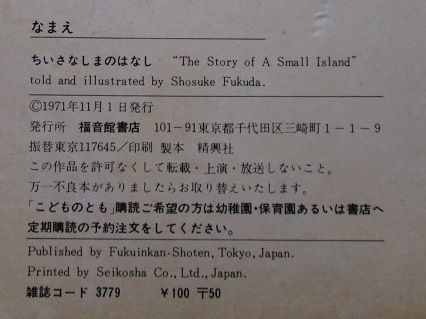 なまえ
ちいさなしまのはなし “The Story of A Small Island”
told and illustrated by Shosuke Fukuda.
©1971年11月1日発行
発行所 福音館書店 101-91東京都千代田区三崎町1-1-9
振替東京117645/印刷 製本 精興社
この作品を許可なくして転載・上演・放送しないこと。
万一不良本がありましたらお取り替えいたします。
「こどものとも」購読ご希望の方は幼稚園・保育園あるいは書店へ
定期購読の予約注文をしてください。
Published by Fukuinkan-Shoten, Tokyo, Japan.
Printed by Seikosha Co., Ltd., Japan.
雑誌コード 3779 ¥100 〒50